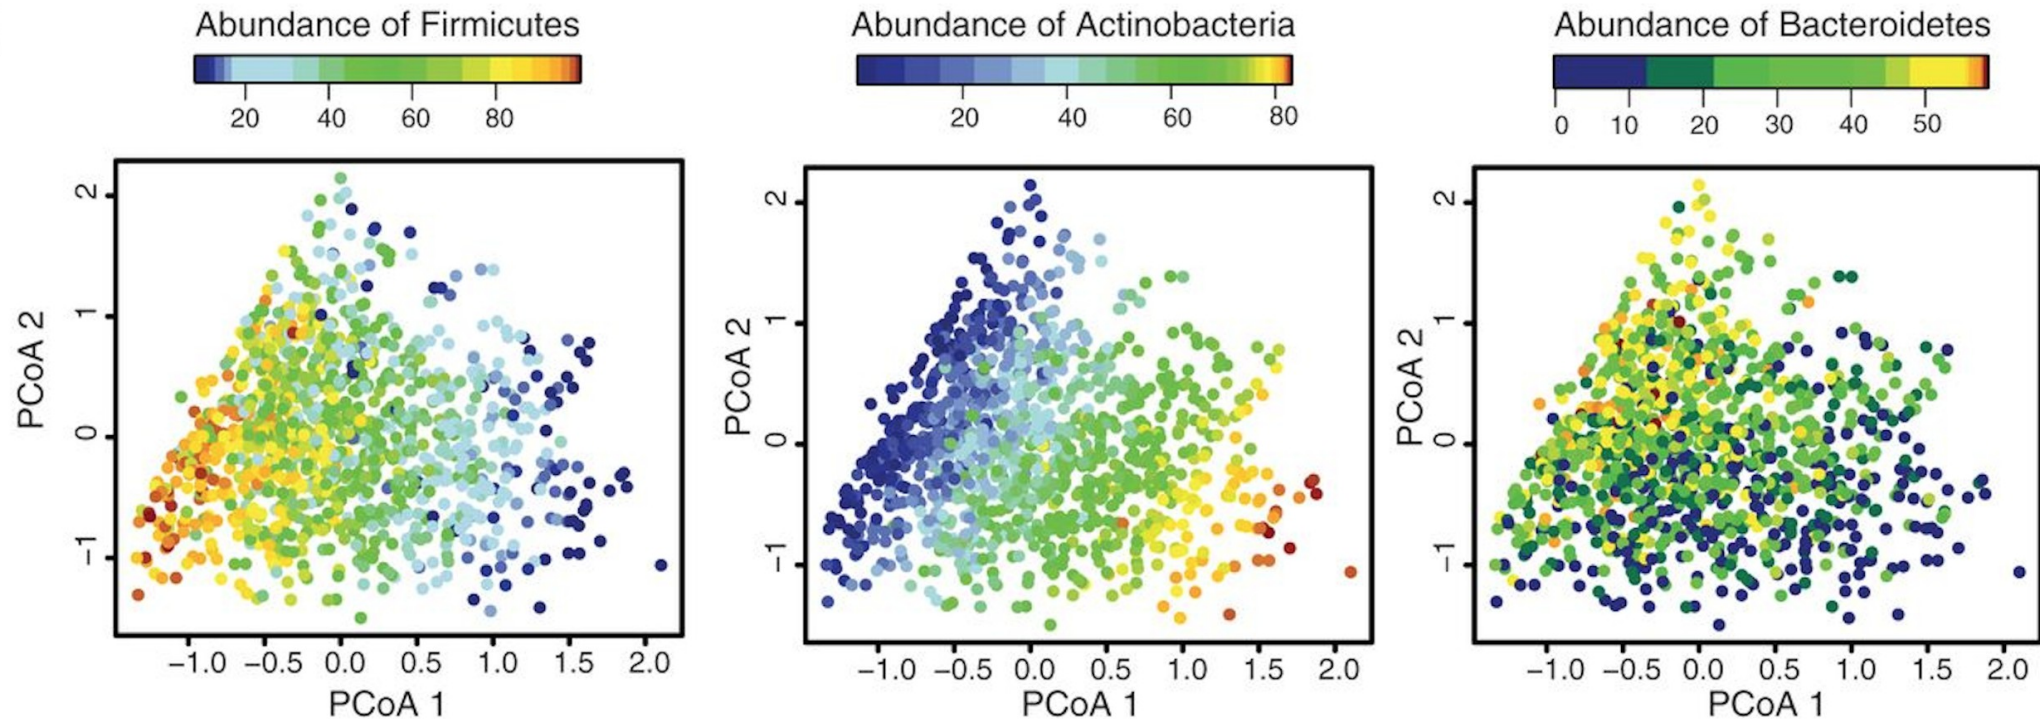 Abundance of Firmicutes
20 40 60 80
PCoA 2
2
1
0
−1
−1.0 −0.5 0.0 0.5 1.0 1.5 2.0
PCoA 1
Abundance of Actinobacteria
20 40 60 80
PCoA 2
2
1
0
−1
−1.0 −0.5 0.0 0.5 1.0 1.5 2.0
PCoA 1
Abundance of Bacteroidetes
0 10 20 30 40 50
PCoA 2
2
1
0
−1
−1.0 −0.5 0.0 0.5 1.0 1.5 2.0
PCoA 1